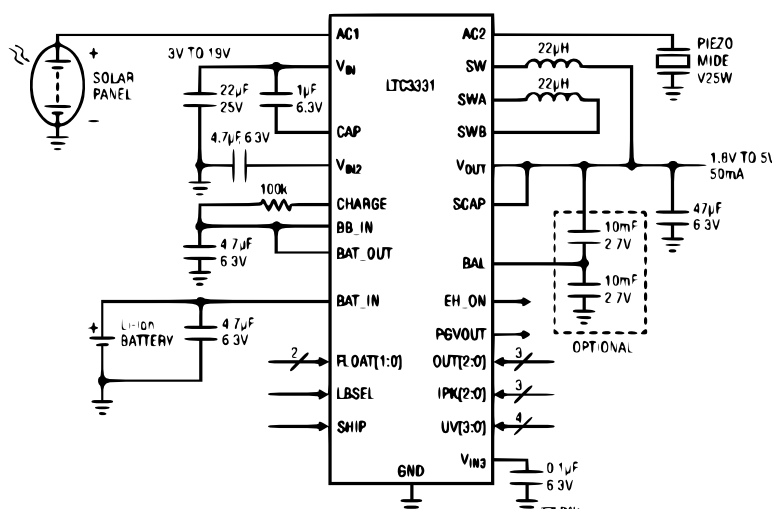 AC1
AC2
LTC3331
SOLAR
PANEL
+
−
3V TO 19V
VIN
22μF
25V
1μF
6.3V
CAP
4.7μF, 6.3V
VIN2
100k
CHARGE
BB_IN
4.7μF
6.3V
BAT_OUT
BAT_IN
+
Li-Ion
BATTERY
4.7μF
6.3V
2
FLOAT[1:0]
LBSEL
SHIP
GND
PIEZO
MIDE
V25W
SW
22μH
SWA
22μH
SWB
VOUT
1.8V TO 5V
50mA
SCAP
47μF
6.3V
10mF
2.7V
BAL
10mF
2.7V
OPTIONAL
EH_ON
PGVOUT
OUT[2:0]
3
IPK[2:0]
3
UV[3:0]
4
VIN3
0.1μF
6.3V